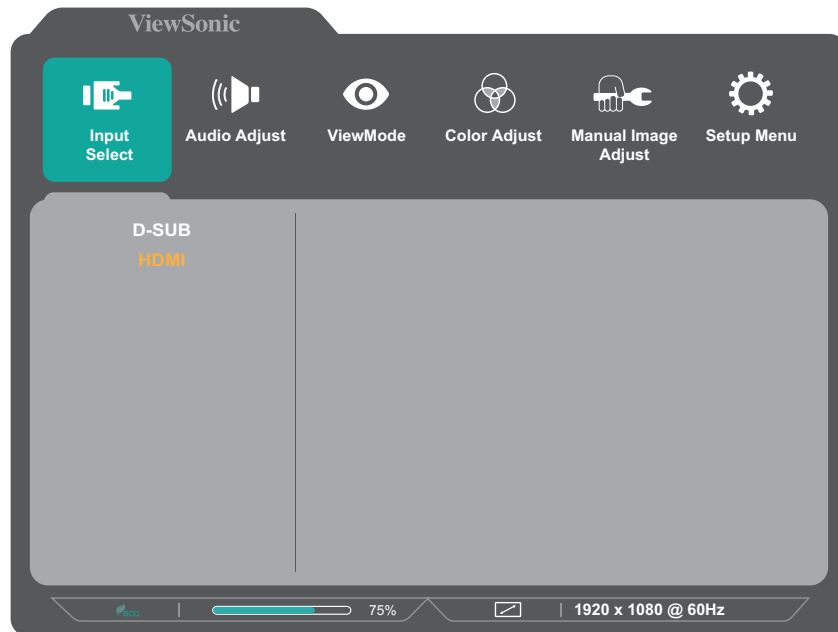 ViewSonic
Input
Select
Audio Adjust
ViewMode
Color Adjust
Manual Image
Adjust
Setup Menu
D-SUB
HDMI
eco
75%
1920 x 1080 @ 60Hz